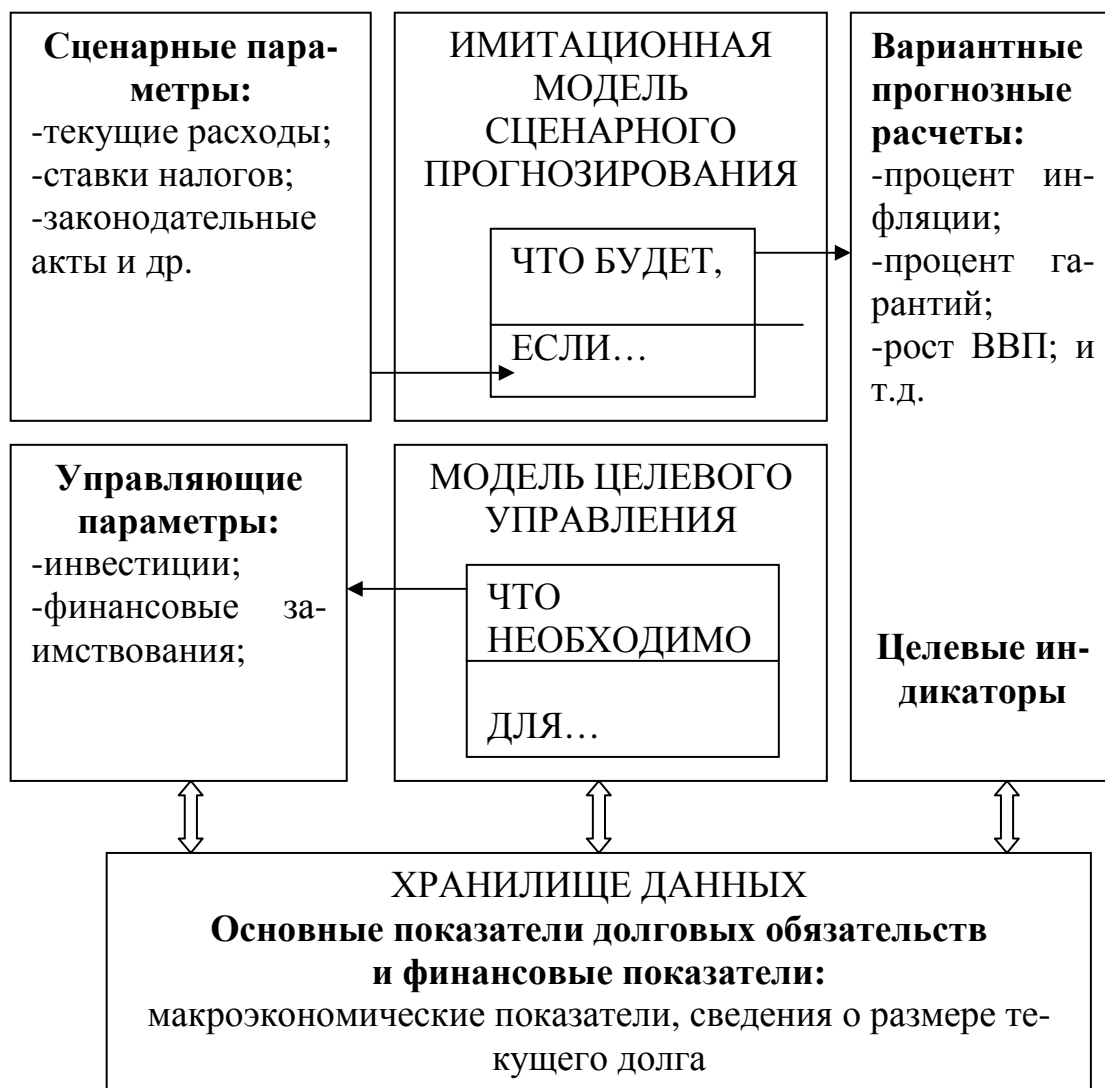 Сценарные пара-
метры:
-текущие расходы;
-ставки налогов;
-законодательные
акты и др.
ИМИТАЦИОННАЯ
МОДЕЛЬ
СЦЕНАРНОГО
ПРОГНОЗИРОВАНИЯ
ЧТО БУДЕТ,
ЕСЛИ…
Вариантные
прогнозные
расчеты:
-процент ин-
фляции;
-процент га-
рантий;
-рост ВВП; и
т.д.
Целевые ин-
дикаторы
Управляющие
параметры:
-инвестиции;
-финансовые за-
имствования;
МОДЕЛЬ ЦЕЛЕВОГО
УПРАВЛЕНИЯ
ЧТО
НЕОБХОДИМО
ДЛЯ…
ХРАНИЛИЩЕ ДАННЫХ
Основные показатели долговых обязательств
и финансовые показатели:
макроэкономические показатели, сведения о размере те-
кущего долга